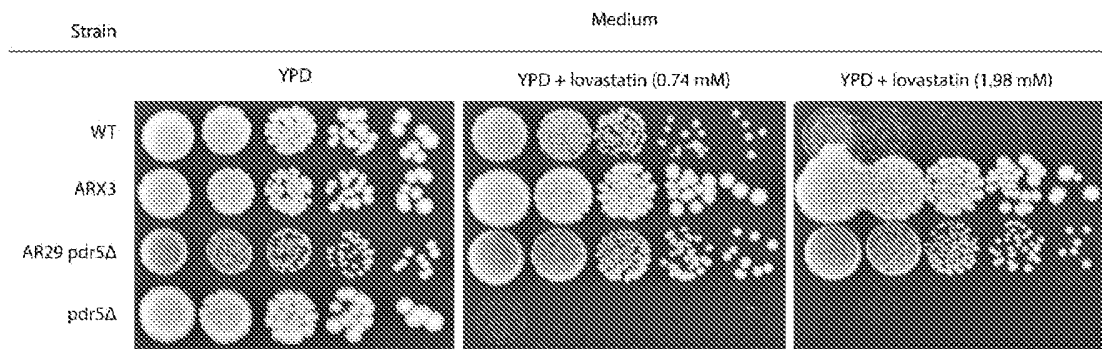 Medium
Strain
YPD
YPD + lovastatin (0.74 mM)
YPD + lovastatin (1,98 mM)
WT
ARX3
AR29 pdr5Δ
pdr5Δ